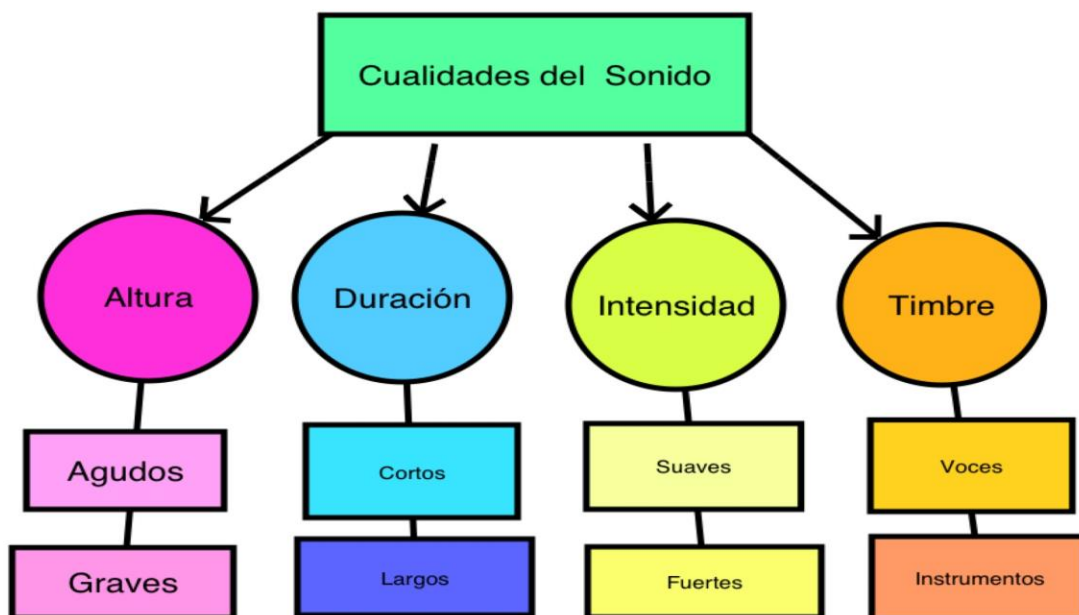 Cualidades del Sonido
Altura
Duración
Intensidad
Timbre
Agudos
Cortos
Suaves
Voces
Graves
Largos
Fuertes
Instrumentos